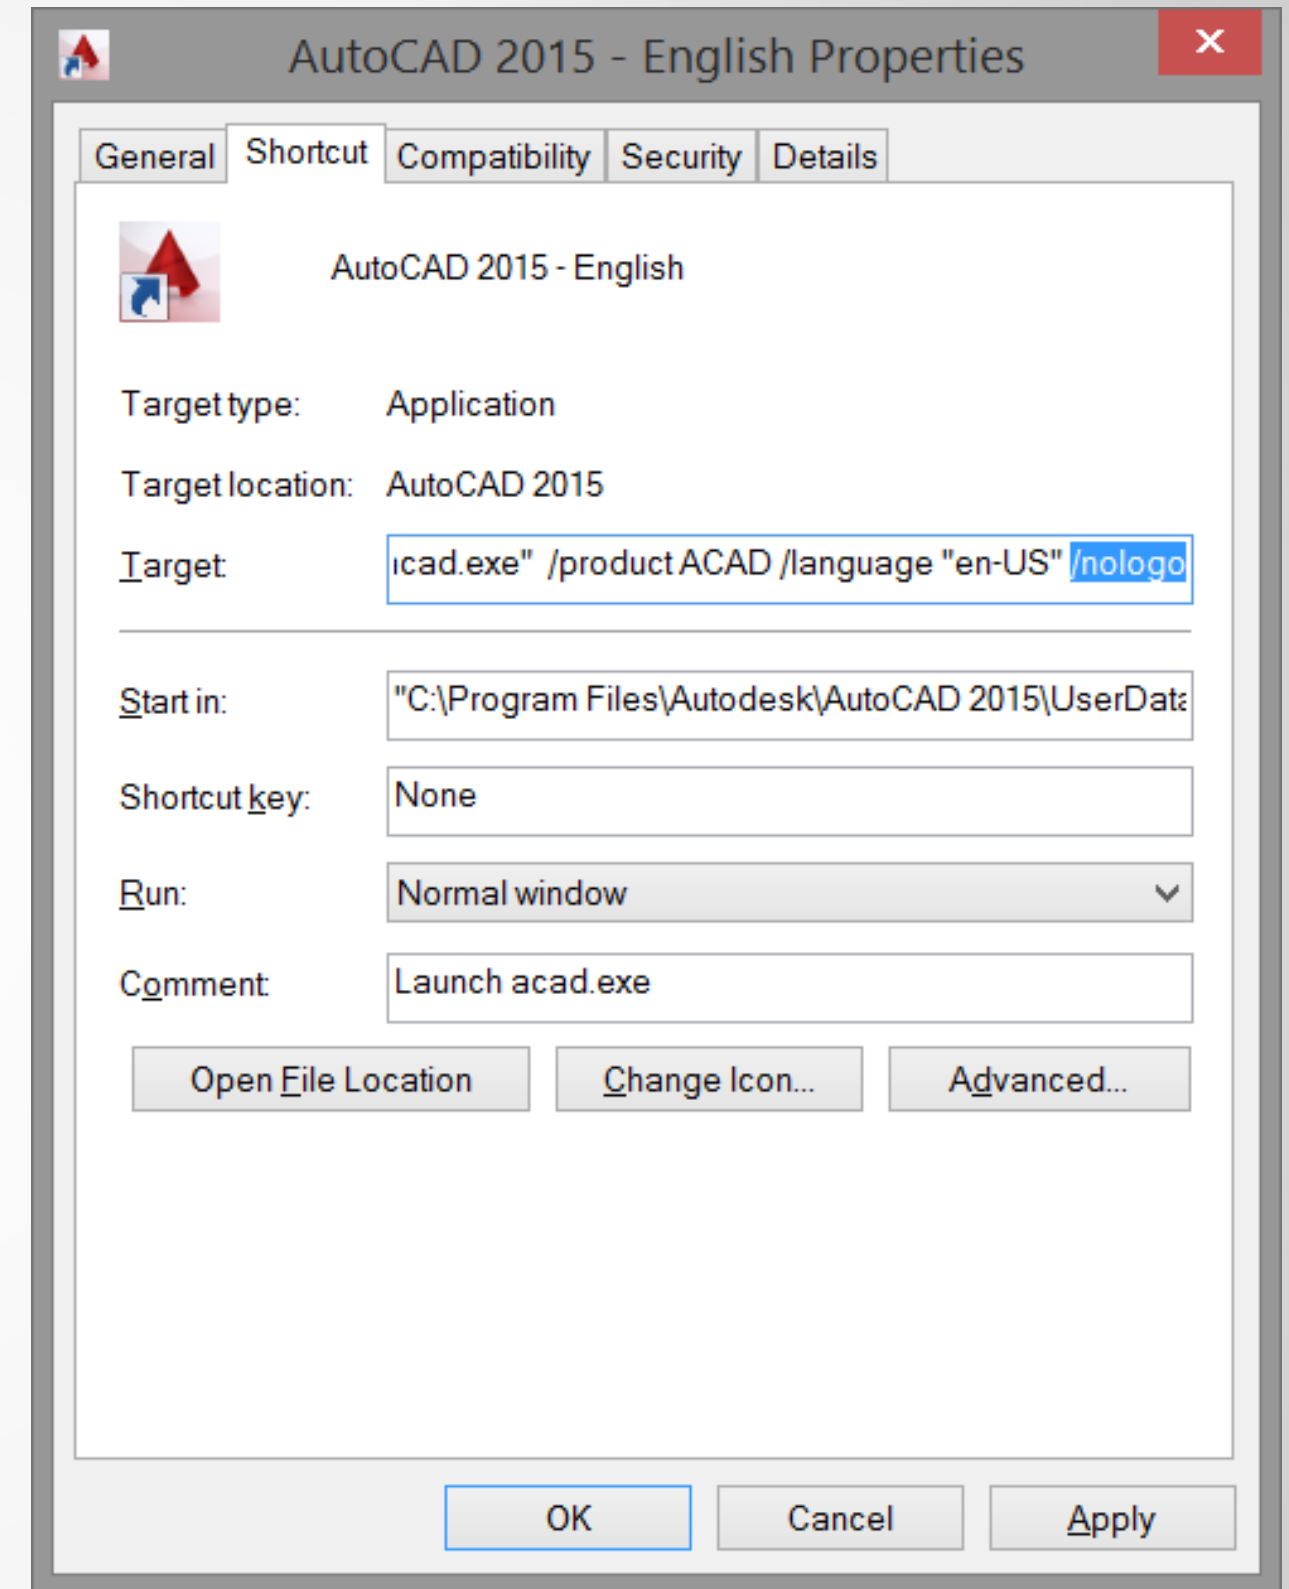 AutoCAD 2015 - English Properties
General Shortcut Compatibility Security Details
AutoCAD 2015 - English
Target type: Application
Target location: AutoCAD 2015
Target: cad.exe" /product ACAD /language "en-US" /nologo
Start in: "C:\Program Files\Autodesk\AutoCAD 2015\UserData
Shortcut key: None
Run: Normal window
Comment: Launch acad.exe
Open File Location Change Icon... Advanced...
OK Cancel Apply